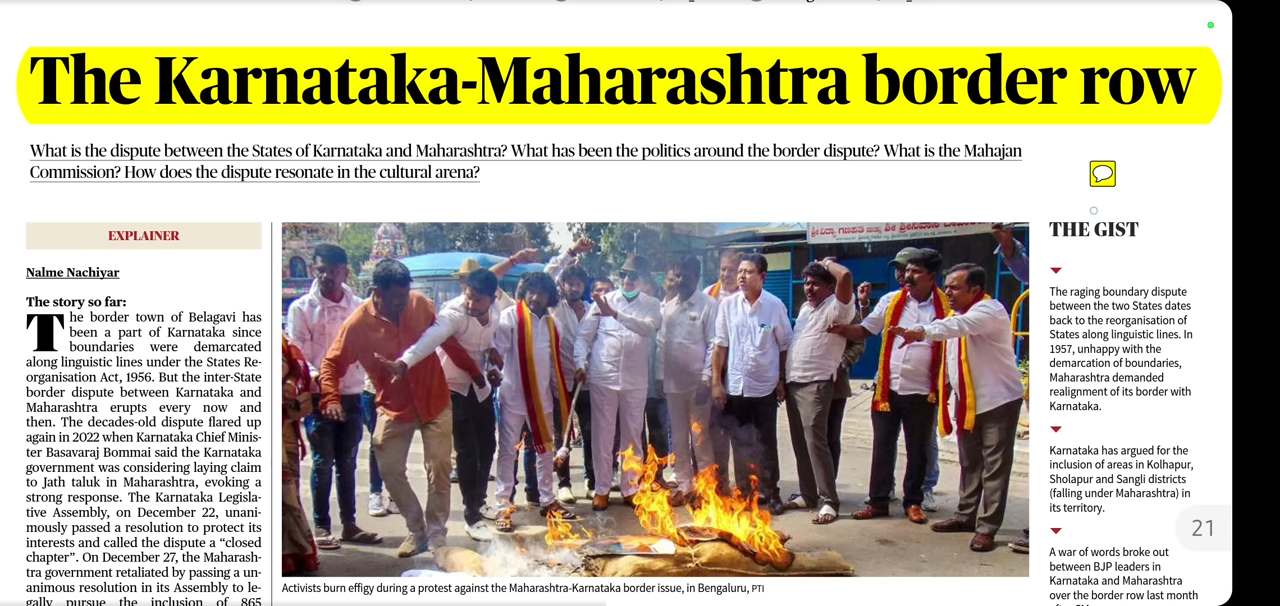 The Karnataka-Maharashtra border row
What is the dispute between the States of Karnataka and Maharashtra? What has been the politics around the border dispute? What is the Mahajan
Commission? How does the dispute resonate in the cultural arena?
EXPLAINER
Nalme Nachiyar
The story so far:
The border town of Belagavi has
been a part of Karnataka since
boundaries were demarcated
along linguistic lines under the States Re-
organisation Act, 1956. But the inter-State
border dispute between Karnataka and
Maharashtra erupts every now and
then. The decades-old dispute flared up
again in 2022 when Karnataka Chief Minis-
ter Basavaraj Bommai said the Karnataka
government was considering laying claim
to Jath taluk in Maharashtra, evoking a
strong response. The Karnataka Legisla-
tive Assembly, on December 22, unani-
mously passed a resolution to protect its
interests and called the dispute a “closed
chapter”. On December 27, the Maharash-
tra government retaliated by passing a un-
animous resolution in its Assembly to le-
gally pursue the inclusion of 865
Activists burn effigy during a protest against the Maharashtra-Karnataka border issue, in Bengaluru, PTI
THE GIST
The raging boundary dispute
between the two States dates
back to the reorganisation of
States along linguistic lines. In
1957, unhappy with the
demarcation of boundaries,
Maharashtra demanded
realignment of its border with
Karnataka.
Karnataka has argued for the
inclusion of areas in Kolhapur,
Sholapur and Sangli districts
(falling under Maharashtra) in
its territory.
A war of words broke out
between BJP leaders in
Karnataka and Maharashtra
over the border row last month
21